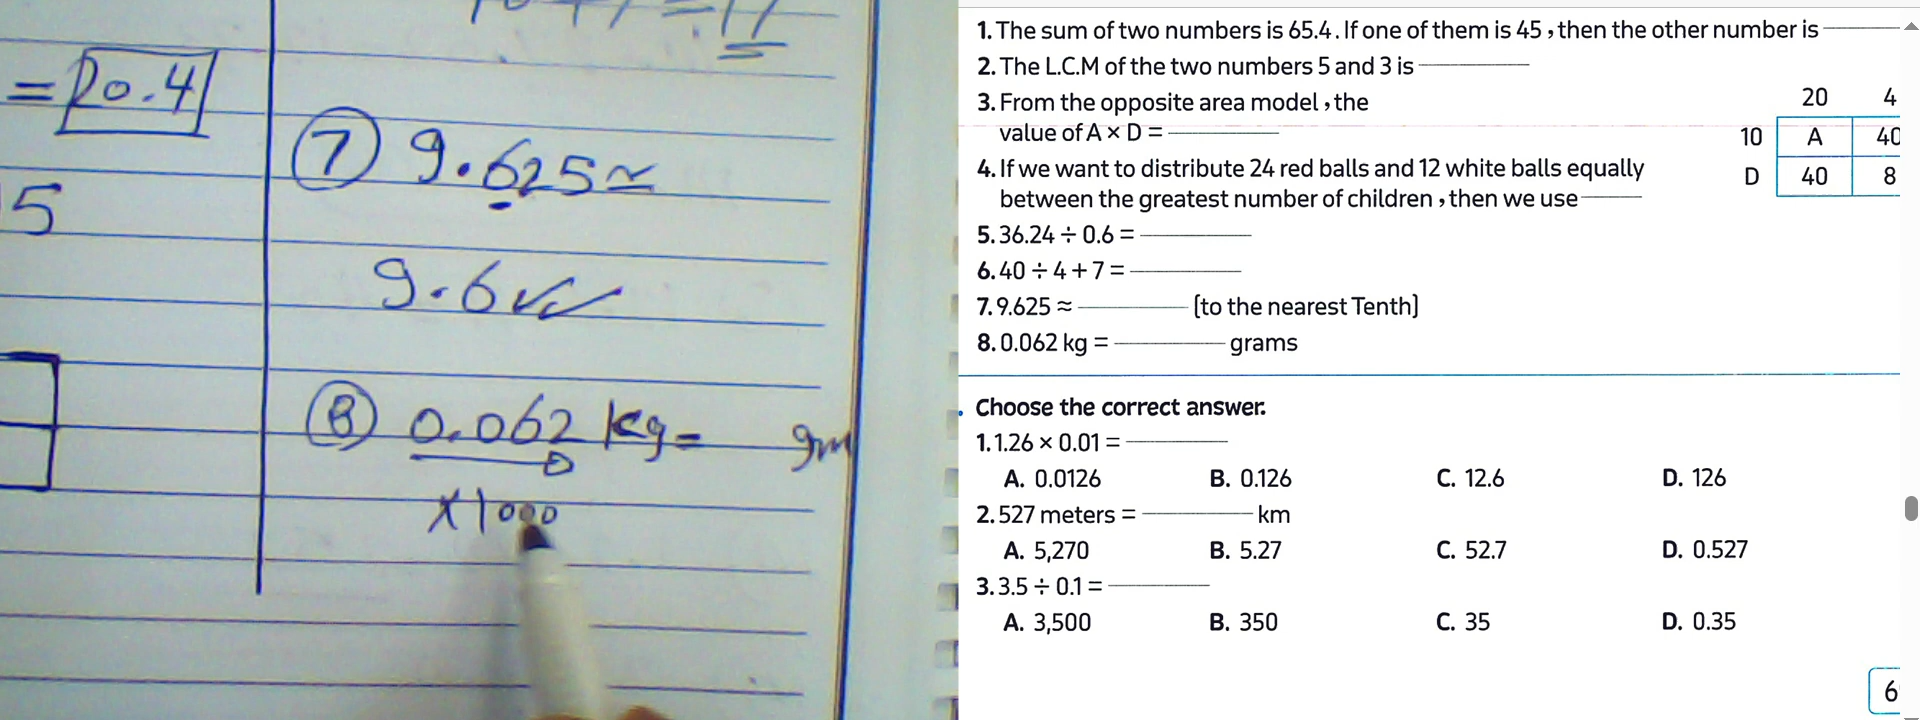 = 20.4
5
17
7 9.625≈
9.6
8 0.062 kg= gm
×1000
1. The sum of two numbers is 65.4. If one of them is 45, then the other number is
2. The L.C.M of the two numbers 5 and 3 is
3. From the opposite area model, the
value of A × D =
20 4
10 A 40
D 40 8
4. If we want to distribute 24 red balls and 12 white balls equally
between the greatest number of children, then we use
5. 36.24 ÷ 0.6 =
6. 40 ÷ 4 + 7 =
7. 9.625 ≈ (to the nearest Tenth)
8. 0.062 kg = grams
Choose the correct answer.
1. 1.26 × 0.01 =
A. 0.0126 B. 0.126 C. 12.6 D. 126
2. 527 meters = km
A. 5,270 B. 5.27 C. 52.7 D. 0.527
3. 3.5 ÷ 0.1 =
A. 3,500 B. 350 C. 35 D. 0.35
6